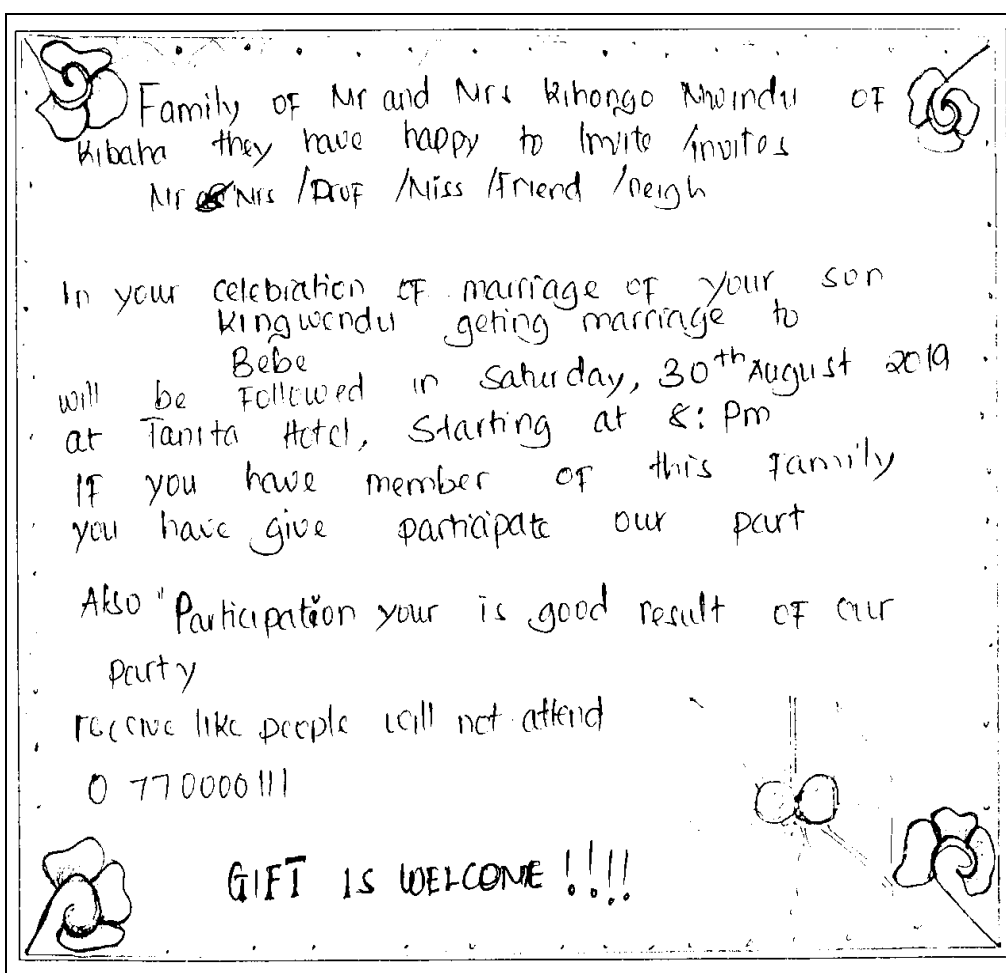 Family of Mr and Mrs Kihongo Mwindu of
Kibaha they have happy to Invite /invites
Mr Mrs /Prof /Miss /Friend /neigh
In your celebration of marriage of your son
Kingwendu geting marriage to
Bebe
will be Followed in Saturday, 30th August 2019
at Tanita Hotel, Starting at 8: Pm
If you have member of this Family
you have give participate our part
Also "Participation your is good result of our
party
receive like people will not attend
0 770000111
GIFT IS WELCOME !!!!